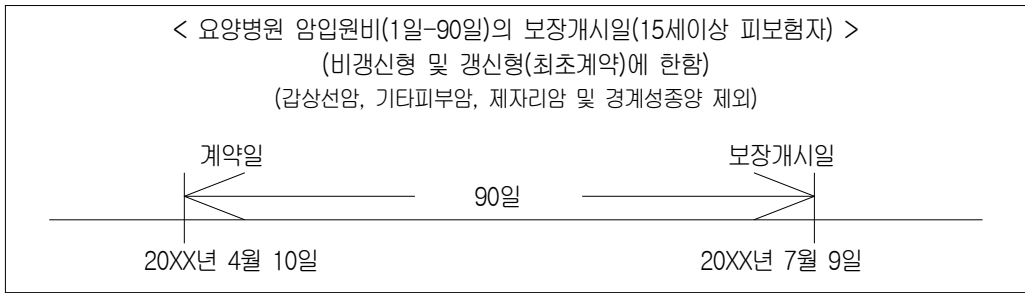 < 요양병원 암입원비(1일-90일)의 보장개시일(15세이상 피보험자) >
(비갱신형 및 갱신형(최초계약)에 한함)
(갑상선암, 기타피부암, 제자리암 및 경계성종양 제외)
계약일 보장개시일
90일
20XX년 4월 10일 20XX년 7월 9일